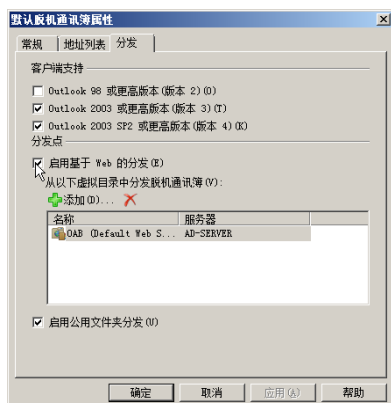 默认脱机通讯簿属性
常规 地址列表 分发
客户端支持
Outlook 98 或更高版本(版本 2)(O)
Outlook 2003 或更高版本(版本 3)(T)
Outlook 2003 SP2 或更高版本(版本 4)(K)
分发点
启用基于 Web 的分发(E)
从以下虚拟目录中分发脱机通讯簿(V):
添加(D)...
名称 服务器
OAB (Default Web S... AD-SERVER
启用公用文件夹分发(U)
确定 取消 应用(A) 帮助